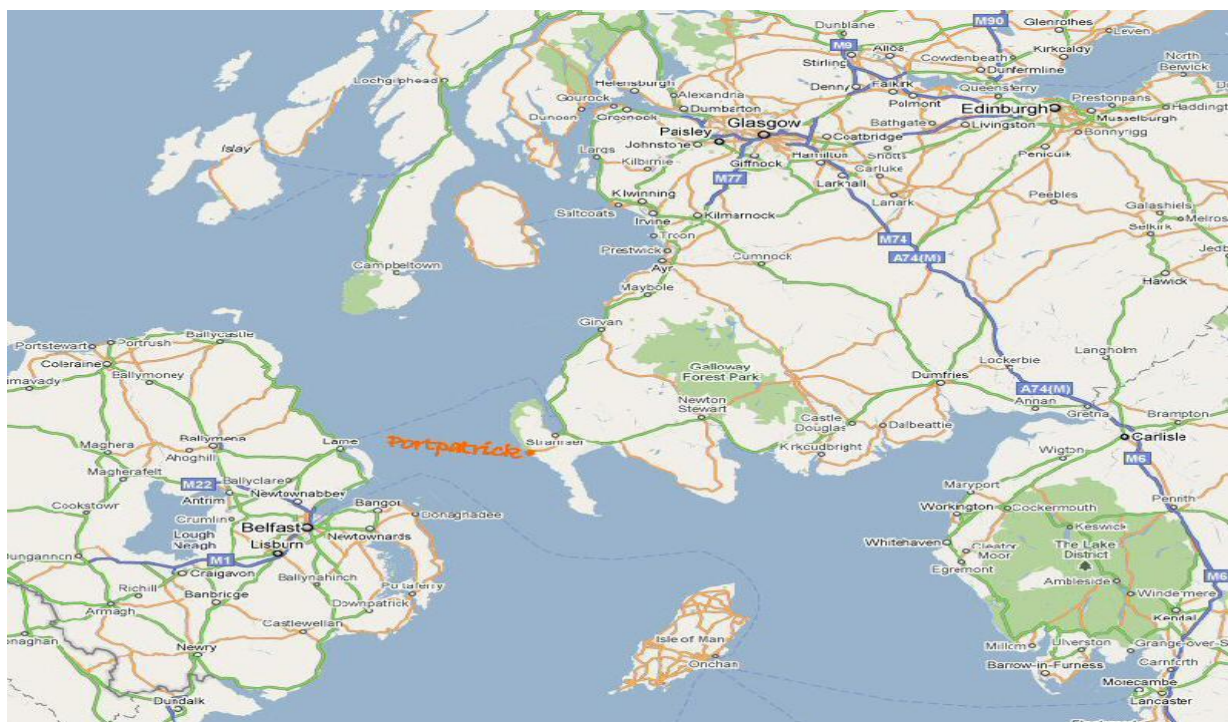 Dunblane
M90
Glenrothes
Leven
M9
Alloa
Cowdenbeath
Kirkcaldy
Stirling
Dunfermline
North
Berwick
Lochgilphead
Helensburgh
Alexandria
Denny
Falkirk
Queensferry
Gourock
Dumbarton
Polmont
Edinburgh
Prestonpans
Haddington
Dunoon
Greenock
Glasgow
Bathgate
Livingston
Musselburgh
Paisley
Coatbridge
Bonnyrigg
Islay
Johnstone
Largs
Giffnock
Hamilton
Shotts
Penicuik
Kilbirnie
Carluke
M77
Larkhall
Kilwinning
Lanark
Peebles
Saltcoats
Irvine
Kilmarnock
Galashiels
Melros
Troon
M74
Selkirk
Prestwick
A74(M)
Jedb
Campbeltown
Ayr
Cumnock
Hawick
Maybole
Girvan
Ballycastle
Portstewart
Portrush
Coleraine
Langholm
Lockerbie
Galloway
Forest Park
Ballymoney
Dumfries
A74(M)
Newton
Stewart
Annan
Gretna
Brampton
Castle
Douglas
Dalbeattie
Portpatrick
Stranraer
Maghera
Ballymena
Larne
Carlisle
Ahoghill
Kirkcudbright
Wigton
M6
Magherafelt
Ballyclare
M22
Newtownabbey
Maryport
Antrim
Bangor
Penrith
Cookstown
Workington
Cockermouth
Crumlin
Belfast
Donaghadee
Keswick
Lough
Neagh
Newtownards
Whitehaven
Cleator
Moor
The Lake
District
Dungannon
M1
Lisburn
Egremont
Craigavon
Ballynahinch
Ambleside
M6
Richill
Portaferry
Windermere
Armagh
Banbridge
Downpatrick
Kendal
Castlewellan
Isle of Man
Millom
Ulverston
Grange-over-S
Newry
Onchan
Barrow-in-Furness
Carnforth
Morecambe
Dundalk
Lancaster